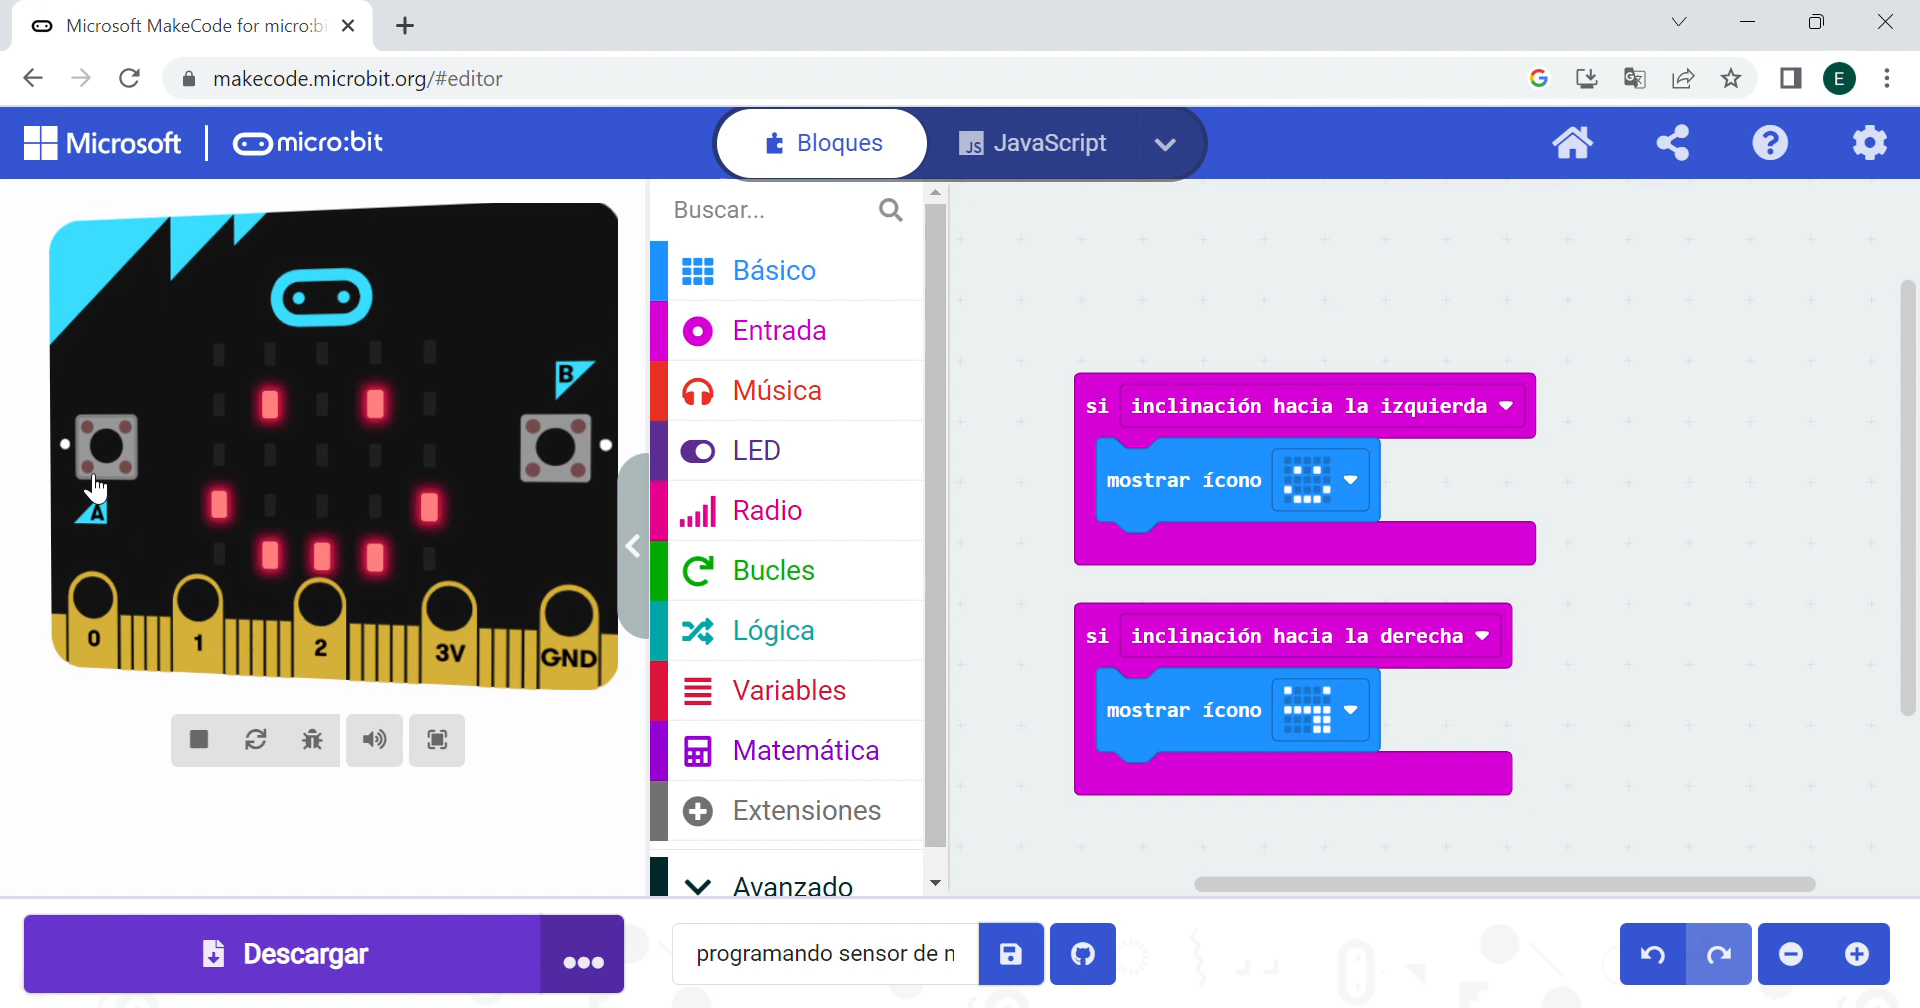 Microsoft MakeCode for micro:bi
makecode.microbit.org/#editor
E
Microsoft
micro:bit
Bloques
JS JavaScript
B
A
0
1
2
3V
GND
Buscar...
Básico
Entrada
Música
LED
Radio
Bucles
Lógica
Variables
Matemática
Extensiones
Avanzado
si inclinación hacia la izquierda
mostrar ícono
si inclinación hacia la derecha
mostrar ícono
Descargar
programando sensor de n